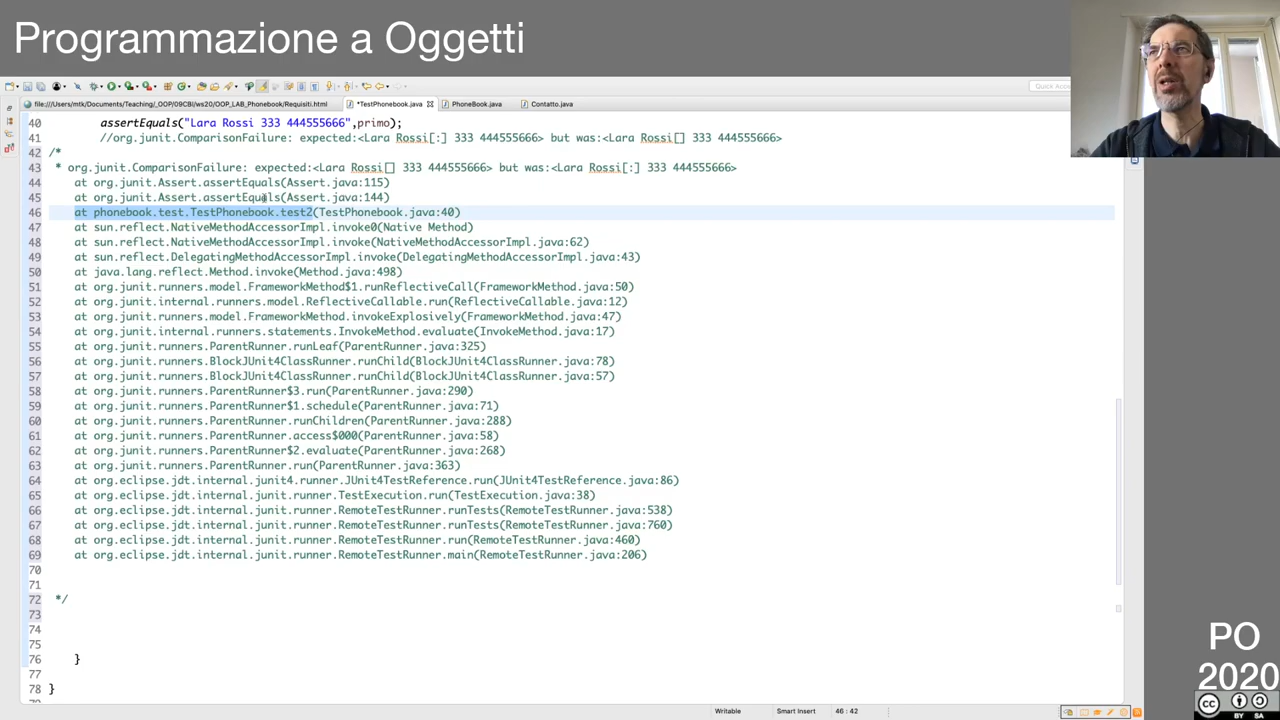 Programmazione a Oggetti
file:///Users/mtk/Documents/Teaching/_OOP/09CBI/ws20/OOP_LAB_Phonebook/Requisiti.html
*TestPhonebook.java
PhoneBook.java
Contatto.java
Quick Acce
40 assertEquals("Lara Rossi 333 444555666",primo);
41 //org.junit.ComparisonFailure: expected:<Lara Rossi[:] 333 444555666> but was:<Lara Rossi[] 333 444555666>
42 /*
43 * org.junit.ComparisonFailure: expected:<Lara Rossi[] 333 444555666> but was:<Lara Rossi[:] 333 444555666>
44 at org.junit.Assert.assertEquals(Assert.java:115)
45 at org.junit.Assert.assertEquals(Assert.java:144)
46 at phonebook.test.TestPhonebook.test2(TestPhonebook.java:40)
47 at sun.reflect.NativeMethodAccessorImpl.invoke0(Native Method)
48 at sun.reflect.NativeMethodAccessorImpl.invoke(NativeMethodAccessorImpl.java:62)
49 at sun.reflect.DelegatingMethodAccessorImpl.invoke(DelegatingMethodAccessorImpl.java:43)
50 at java.lang.reflect.Method.invoke(Method.java:498)
51 at org.junit.runners.model.FrameworkMethod$1.runReflectiveCall(FrameworkMethod.java:50)
52 at org.junit.internal.runners.model.ReflectiveCallable.run(ReflectiveCallable.java:12)
53 at org.junit.runners.model.FrameworkMethod.invokeExplosively(FrameworkMethod.java:47)
54 at org.junit.internal.runners.statements.InvokeMethod.evaluate(InvokeMethod.java:17)
55 at org.junit.runners.ParentRunner.runLeaf(ParentRunner.java:325)
56 at org.junit.runners.BlockJUnit4ClassRunner.runChild(BlockJUnit4ClassRunner.java:78)
57 at org.junit.runners.BlockJUnit4ClassRunner.runChild(BlockJUnit4ClassRunner.java:57)
58 at org.junit.runners.ParentRunner$3.run(ParentRunner.java:290)
59 at org.junit.runners.ParentRunner$1.schedule(ParentRunner.java:71)
60 at org.junit.runners.ParentRunner.runChildren(ParentRunner.java:288)
61 at org.junit.runners.ParentRunner.access$000(ParentRunner.java:58)
62 at org.junit.runners.ParentRunner$2.evaluate(ParentRunner.java:268)
63 at org.junit.runners.ParentRunner.run(ParentRunner.java:363)
64 at org.eclipse.jdt.internal.junit4.runner.JUnit4TestReference.run(JUnit4TestReference.java:86)
65 at org.eclipse.jdt.internal.junit.runner.TestExecution.run(TestExecution.java:38)
66 at org.eclipse.jdt.internal.junit.runner.RemoteTestRunner.runTests(RemoteTestRunner.java:538)
67 at org.eclipse.jdt.internal.junit.runner.RemoteTestRunner.runTests(RemoteTestRunner.java:760)
68 at org.eclipse.jdt.internal.junit.runner.RemoteTestRunner.run(RemoteTestRunner.java:460)
69 at org.eclipse.jdt.internal.junit.runner.RemoteTestRunner.main(RemoteTestRunner.java:206)
70
71
72 */
73
74
75
76 }
77
78 }
Writable
Smart Insert
46 : 42
PO
2020
BY SA